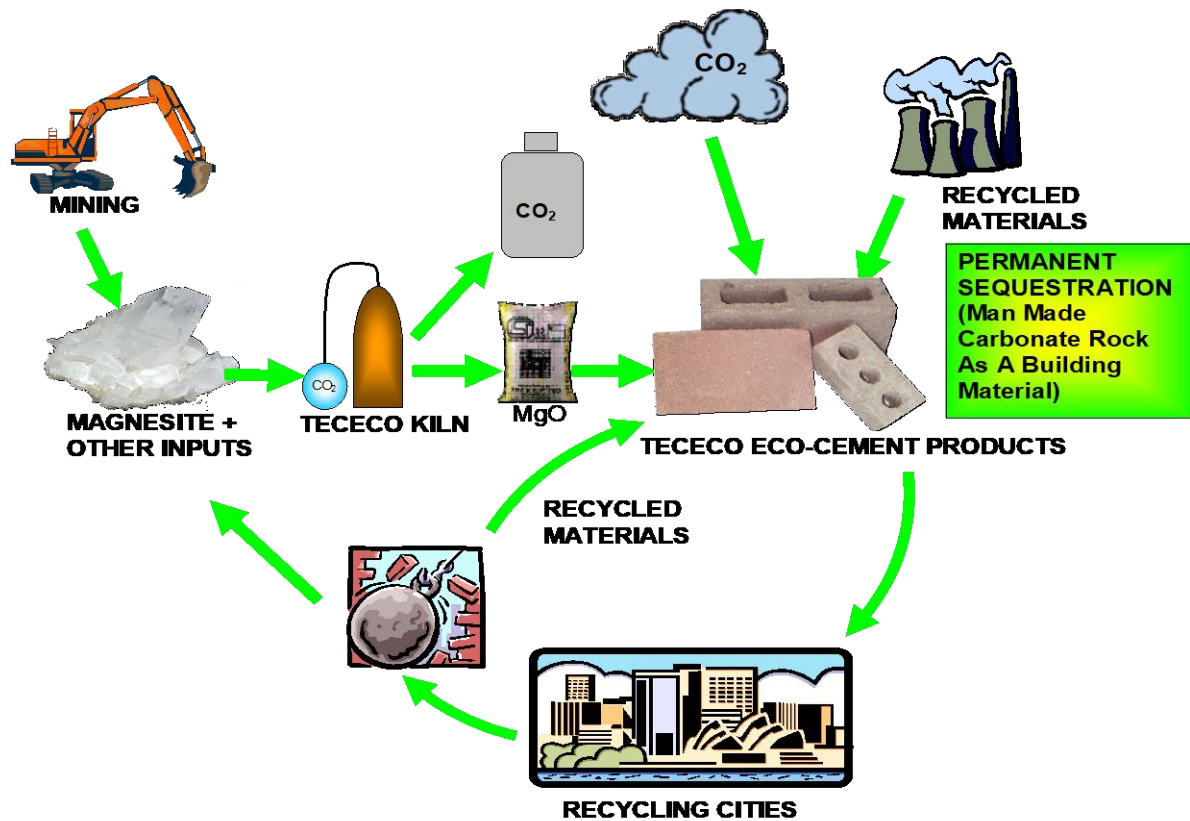 CO₂
MINING
CO₂
RECYCLED
MATERIALS
PERMANENT
SEQUESTRATION
(Man Made
Carbonate Rock
As A Building
Material)
CO₂
MAGNESITE +
OTHER INPUTS
TECECO KILN
MgO
TECECO ECO-CEMENT PRODUCTS
RECYCLED
MATERIALS
RECYCLING CITIES